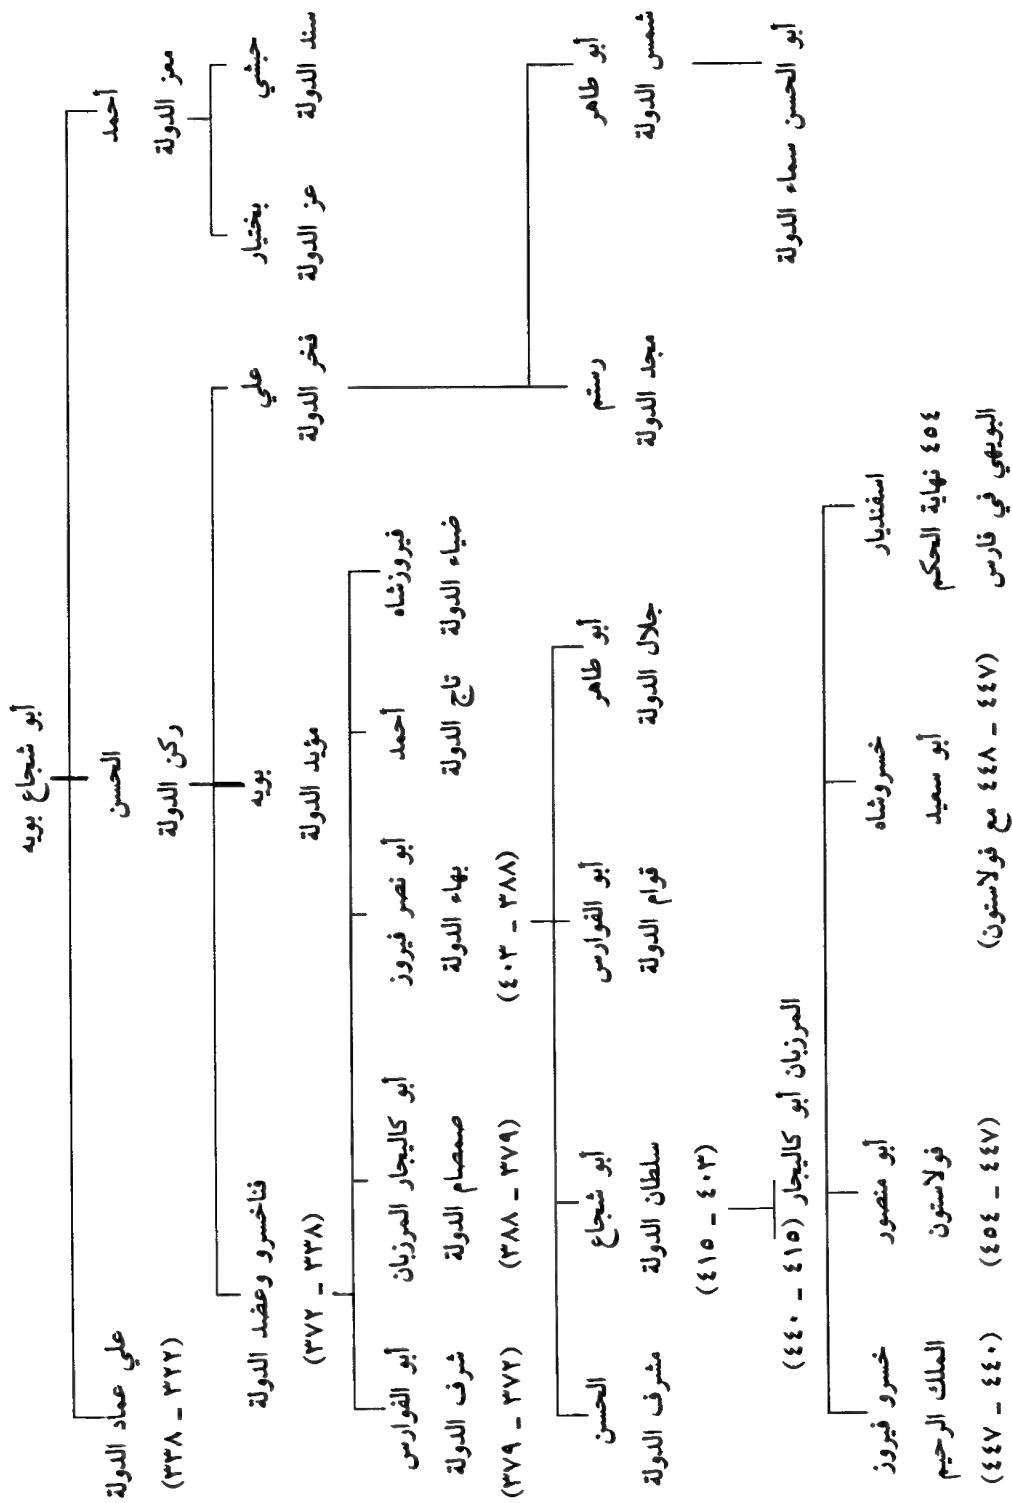 أبو شجاع بويه
أحمد
الحسن
علي عماد الدولة
معز الدولة
ركن الدولة
(٣٢٢ – ٣٣٨)
حبشي
بختيار
علي
بويه
فناخسرو وعضد الدولة
سند الدولة
عز الدولة
فخر الدولة
مؤيد الدولة
(٣٣٨ – ٣٧٢)
فيروزشاه
أحمد
أبو نصر فيروز
أبو كاليجار المرزبان
أبو الفوارس
ضياء الدولة
تاج الدولة
بهاء الدولة
صمصام الدولة
شرف الدولة
(٣٨٨ – ٤٠٣)
(٣٧٩ – ٣٨٨)
(٣٧٢ – ٣٧٩)
أبو طاهر
رستم
أبو طاهر
أبو الفوارس
أبو شجاع
الحسن
شمس الدولة
مجد الدولة
جلال الدولة
قوام الدولة
سلطان الدولة
مشرف الدولة
(٤٠٣ – ٤١٥)
أبو الحسن سماء الدولة
المرزبان أبو كاليجار (٤١٥ – ٤٤٠)
اسفنديار
خسروشاه
أبو منصور
خسرو فيروز
٤٥٤ نهاية الحكم
أبو سعيد
فولاستون
الملك الرحيم
البويهي في فارس
(٤٤٧ – ٤٤٨ مع فولاستون)
(٤٤٧ – ٤٥٤)
(٤٤٠ – ٤٤٧)